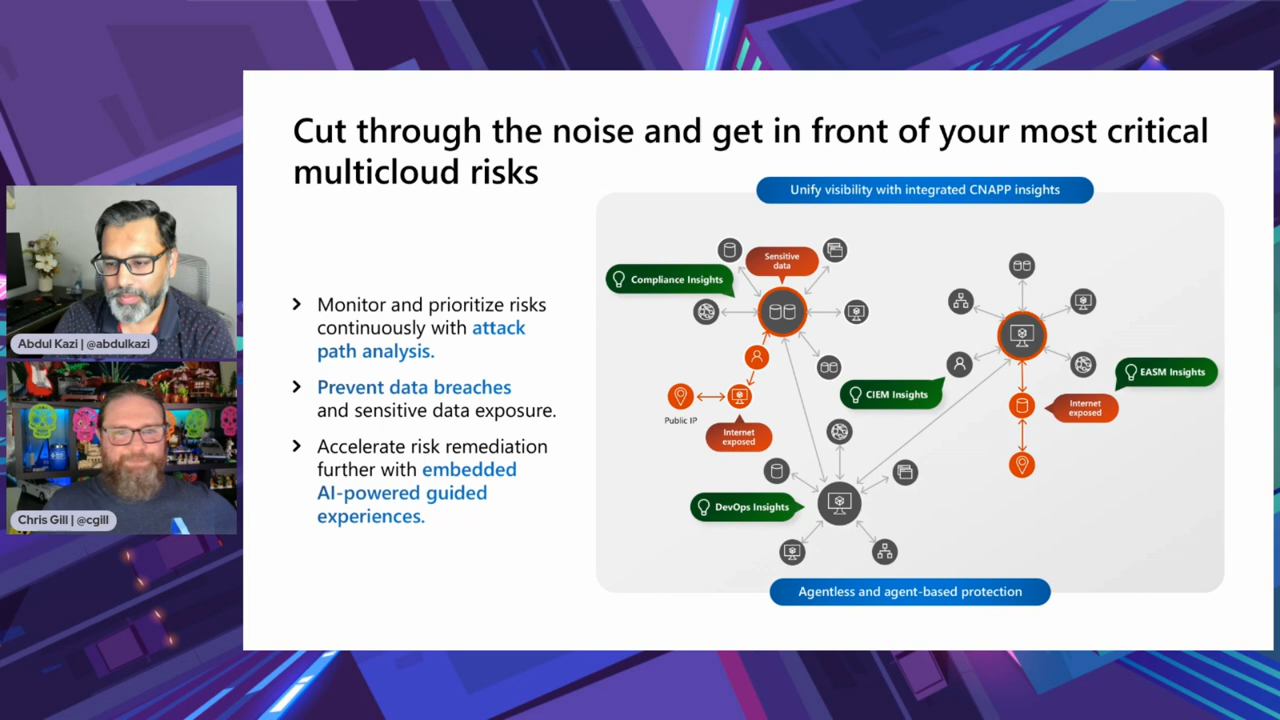 Cut through the noise and get in front of your most critical
multicloud risks
Unify visibility with integrated CNAPP insights
Sensitive
data
Compliance Insights
Monitor and prioritize risks
continuously with attack
path analysis.
Prevent data breaches
and sensitive data exposure.
Accelerate risk remediation
further with embedded
AI-powered guided
experiences.
Public IP
Internet
exposed
CIEM Insights
EASM Insights
Internet
exposed
DevOps Insights
Agentless and agent-based protection
Abdul Kazi | @abdulkazi
Chris Gill | @cgill